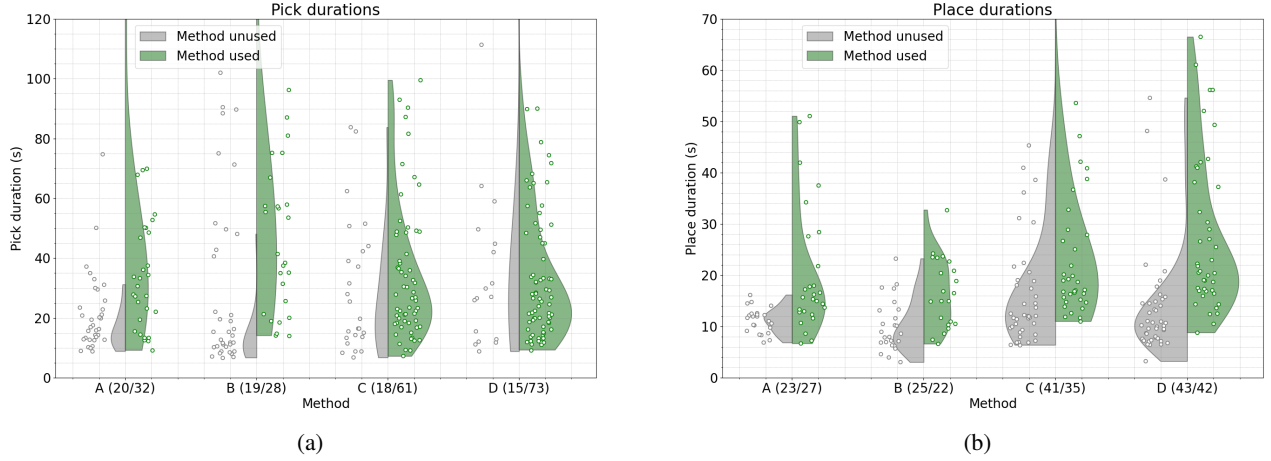 Pick durations
120
100
80
60
40
20
0
Pick duration (s)
Method unused
Method used
A (20/32)
B (19/28)
C (18/61)
D (15/73)
Method
(a)
Place durations
70
60
50
40
30
20
10
0
Place duration (s)
Method unused
Method used
A (23/27)
B (25/22)
C (41/35)
D (43/42)
Method
(b)